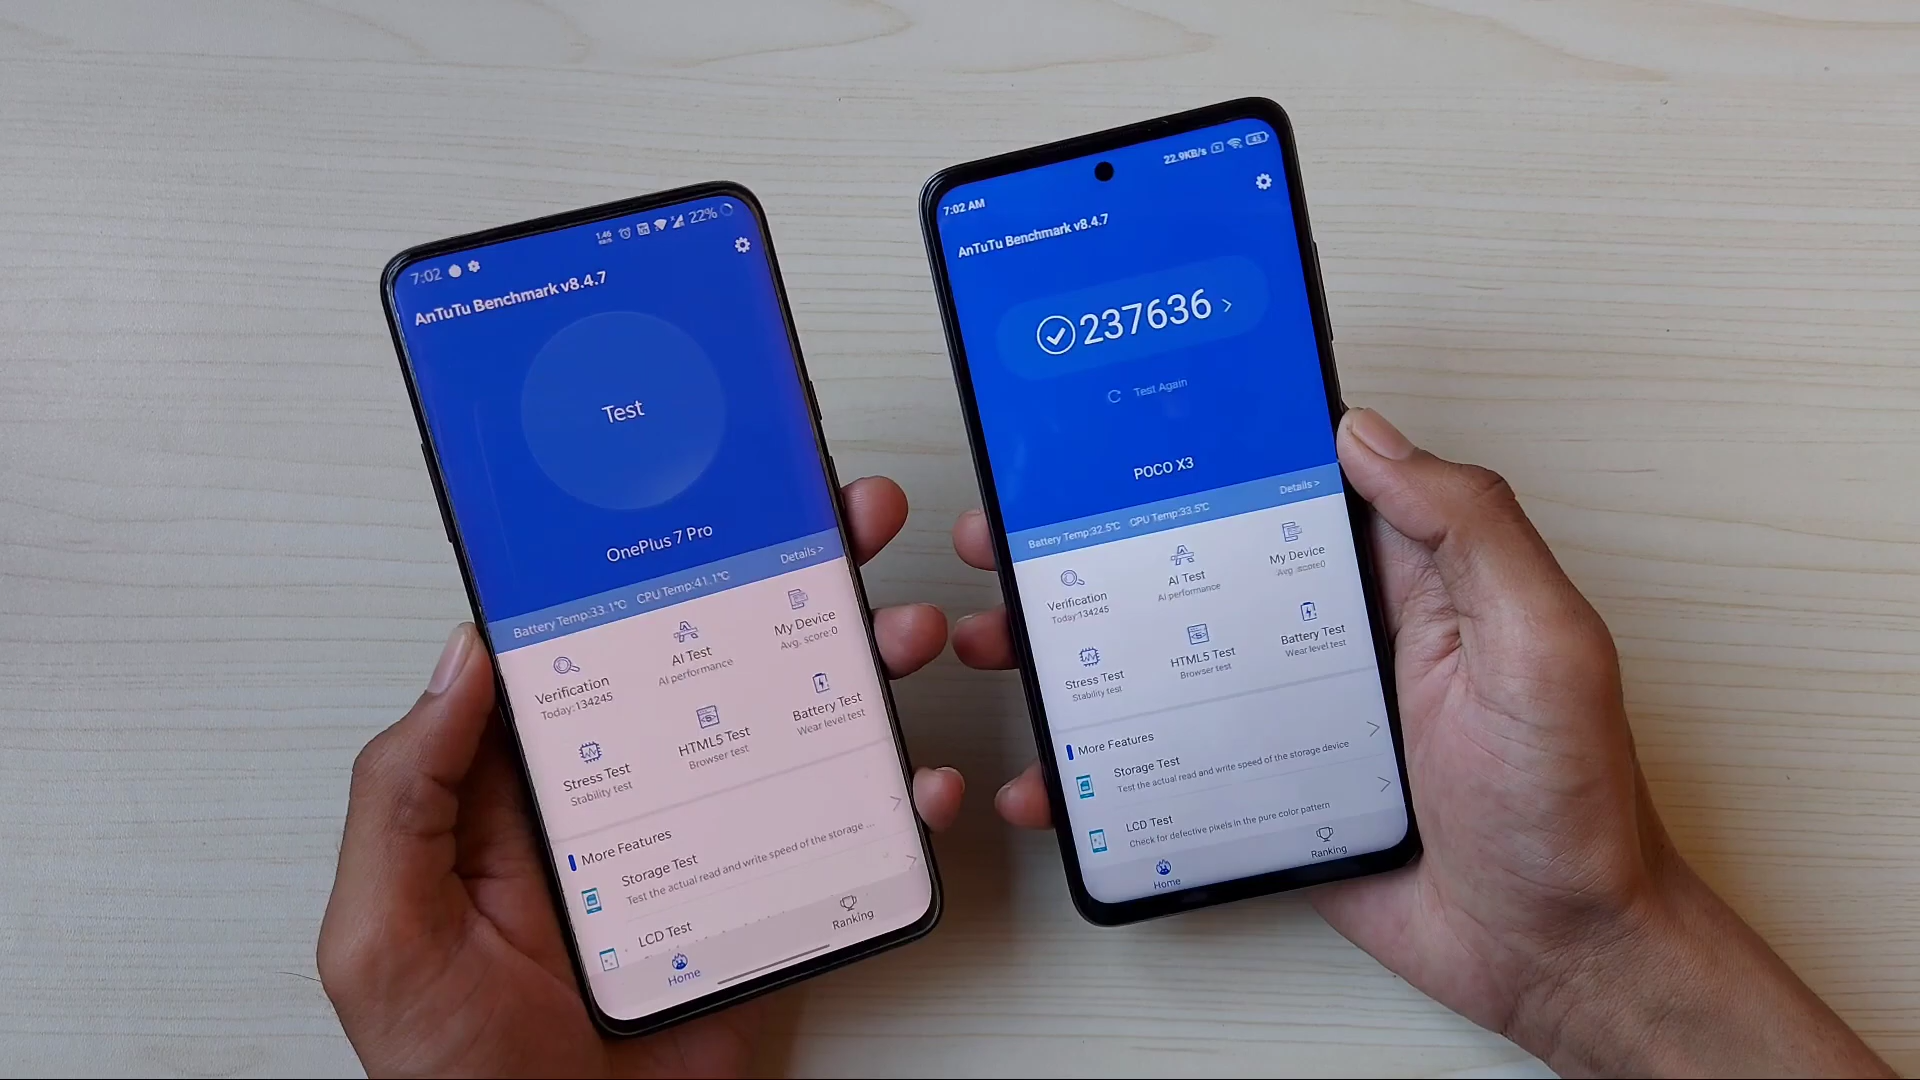 7:02
1.46
22%
AnTuTu Benchmark v8.4.7
Test
OnePlus 7 Pro
Battery Temp:33.1°C CPU Temp:41.1°C Details >
Verification
Today:134245
AI Test
AI performance
My Device
Avg. score:0
Stress Test
Stability test
HTML5 Test
Browser test
Battery Test
Wear level test
More Features
Storage Test
Test the actual read and write speed of the storage ...
LCD Test
Home
Ranking
7:02 AM
22.9KB/s
45
AnTuTu Benchmark v8.4.7
237636 >
Test Again
POCO X3
Battery Temp:32.5°C CPU Temp:33.5°C Details >
Verification
Today:134245
AI Test
AI performance
My Device
Avg. score0
Stress Test
Stability test
HTML5 Test
Browser test
Battery Test
Wear level test
More Features
Storage Test
Test the actual read and write speed of the storage device
LCD Test
Check for defective pixels in the pure color pattern
Home
Ranking